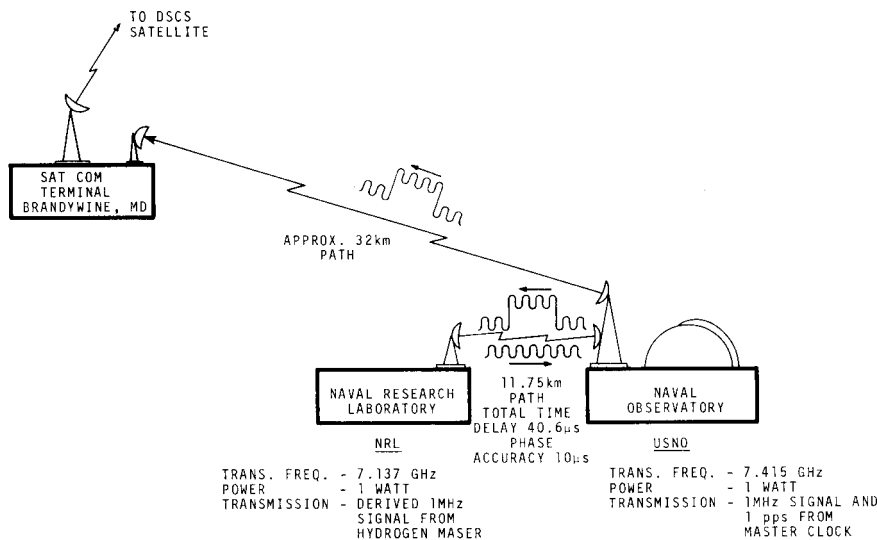 TO DSCS
SATELLITE
SAT COM
TERMINAL
BRANDYWINE, MD
APPROX. 32km
PATH
NAVAL RESEARCH
LABORATORY
11.75km
PATH
TOTAL TIME
DELAY 40.6μs
PHASE
ACCURACY 10μs
NAVAL
OBSERVATORY
NRL
TRANS. FREQ. - 7.137 GHz
POWER - 1 WATT
TRANSMISSION - DERIVED 1MHz
SIGNAL FROM
HYDROGEN MASER
USNO
TRANS. FREQ. - 7.415 GHz
POWER - 1 WATT
TRANSMISSION - 1MHz SIGNAL AND
1 pps FROM
MASTER CLOCK